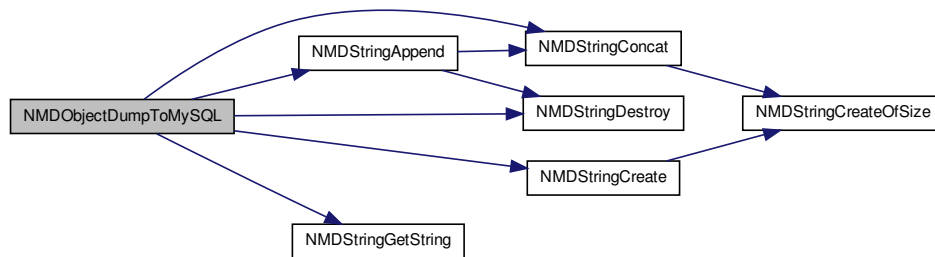 NMDStringConcat
NMDStringAppend
NMDObjectDumpToMySQL
NMDStringDestroy
NMDStringCreateOfSize
NMDStringCreate
NMDStringGetString